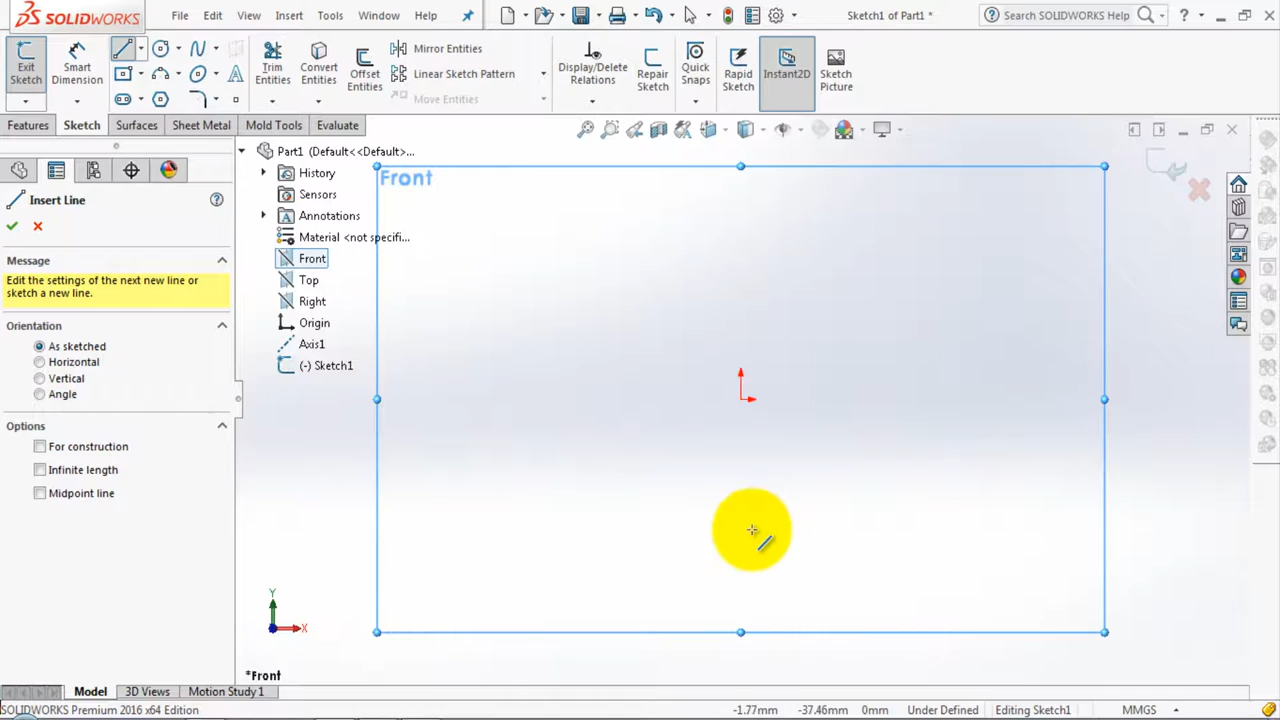 SOLIDWORKS
File Edit View Insert Tools Window Help
Sketch1 of Part1 *
Search SOLIDWORKS Help
?
Exit Sketch
Smart Dimension
Trim Entities
Convert Entities
Offset Entities
Mirror Entities
Linear Sketch Pattern
Move Entities
Display/Delete Relations
Repair Sketch
Quick Snaps
Rapid Sketch
Instant2D
Sketch Picture
Features Sketch Surfaces Sheet Metal Mold Tools Evaluate
Part1 (Default<<Default>...
History
Sensors
Annotations
Material <not specifi...
Front
Top
Right
Origin
Axis1
(-) Sketch1
Insert Line
?
Message
Edit the settings of the next new line or
sketch a new line.
Orientation
As sketched
Horizontal
Vertical
Angle
Options
For construction
Infinite length
Midpoint line
Front
Y
X
*Front
Model 3D Views Motion Study 1
SOLIDWORKS Premium 2016 x64 Edition
-1.77mm -37.46mm 0mm Under Defined Editing Sketch1 MMGS